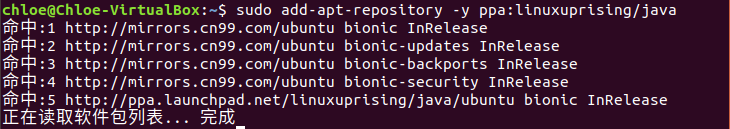 chloe@Chloe-VirtualBox:~$ sudo add-apt-repository -y ppa:linuxuprising/java
命中:1 http://mirrors.cn99.com/ubuntu bionic InRelease
命中:2 http://mirrors.cn99.com/ubuntu bionic-updates InRelease
命中:3 http://mirrors.cn99.com/ubuntu bionic-backports InRelease
命中:4 http://mirrors.cn99.com/ubuntu bionic-security InRelease
命中:5 http://ppa.launchpad.net/linuxuprising/java/ubuntu bionic InRelease
正在读取软件包列表... 完成